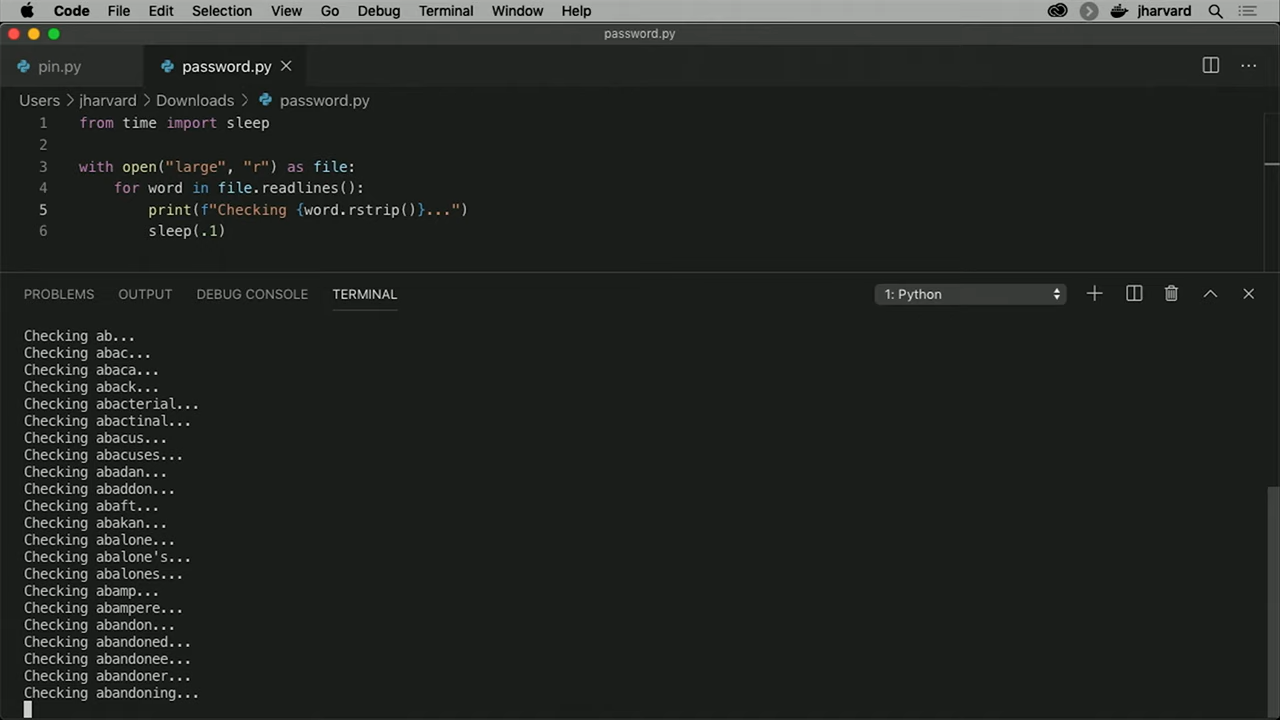 Code File Edit Selection View Go Debug Terminal Window Help jharvard
password.py
pin.py password.py
Users > jharvard > Downloads > password.py
1 from time import sleep
2
3 with open("large", "r") as file:
4 for word in file.readlines():
5 print(f"Checking {word.rstrip()}...")
6 sleep(.1)
PROBLEMS OUTPUT DEBUG CONSOLE TERMINAL 1: Python
Checking ab...
Checking abac...
Checking abaca...
Checking aback...
Checking abacterial...
Checking abactinal...
Checking abacus...
Checking abacuses...
Checking abadan...
Checking abaddon...
Checking abaft...
Checking abakan...
Checking abalone...
Checking abalone's...
Checking abalones...
Checking abamp...
Checking abampere...
Checking abandon...
Checking abandoned...
Checking abandonee...
Checking abandoner...
Checking abandoning...